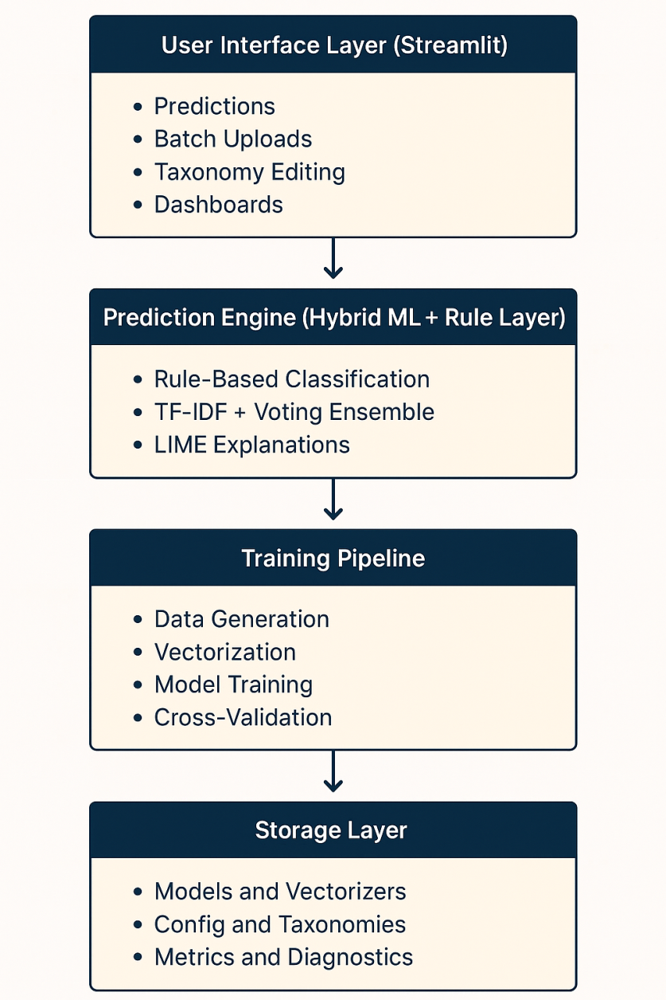 User Interface Layer (Streamlit)
• Predictions
• Batch Uploads
• Taxonomy Editing
• Dashboards
Prediction Engine (Hybrid ML + Rule Layer)
• Rule-Based Classification
• TF-IDF + Voting Ensemble
• LIME Explanations
Training Pipeline
• Data Generation
• Vectorization
• Model Training
• Cross-Validation
Storage Layer
• Models and Vectorizers
• Config and Taxonomies
• Metrics and Diagnostics